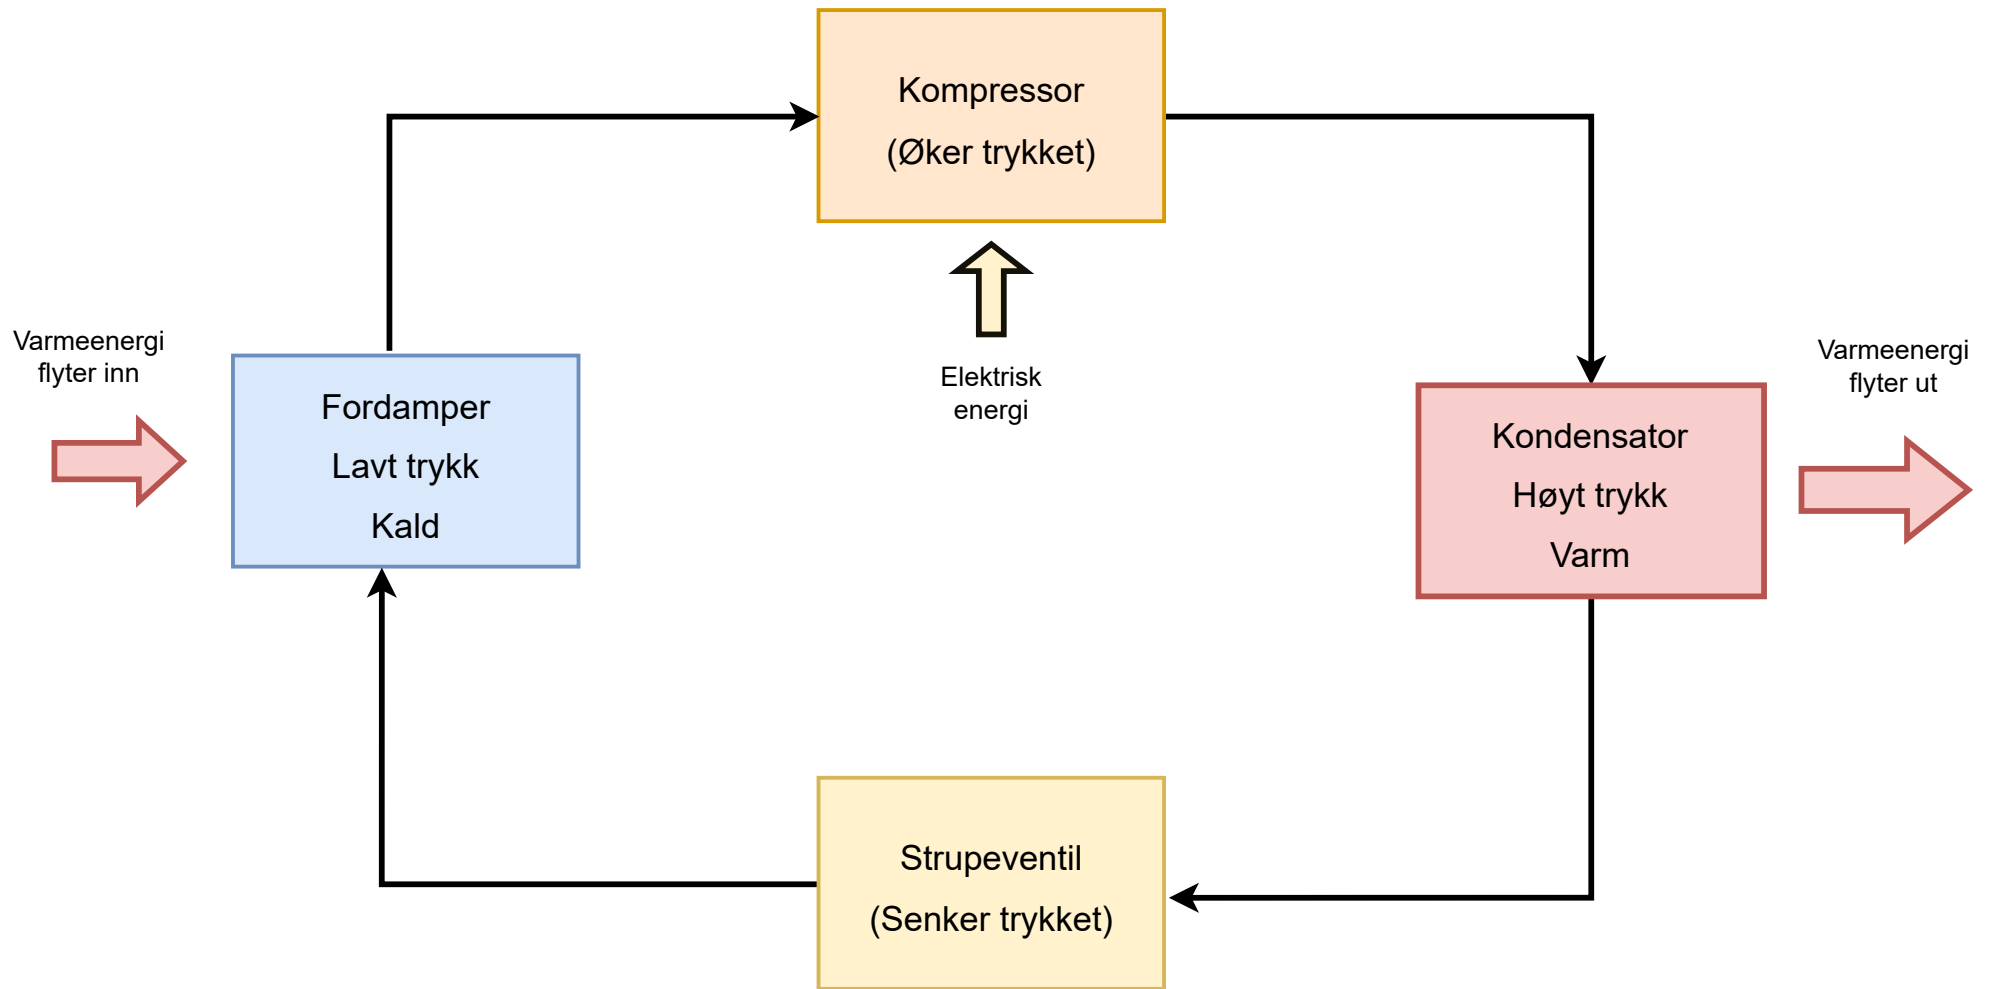 Kompressor
(Øker trykket)
Varmeenergi
flyter inn
Fordamper
Lavt trykk
Kald
Elektrisk
energi
Varmeenergi
flyter ut
Kondensator
Høyt trykk
Varm
Strupeventil
(Senker trykket)